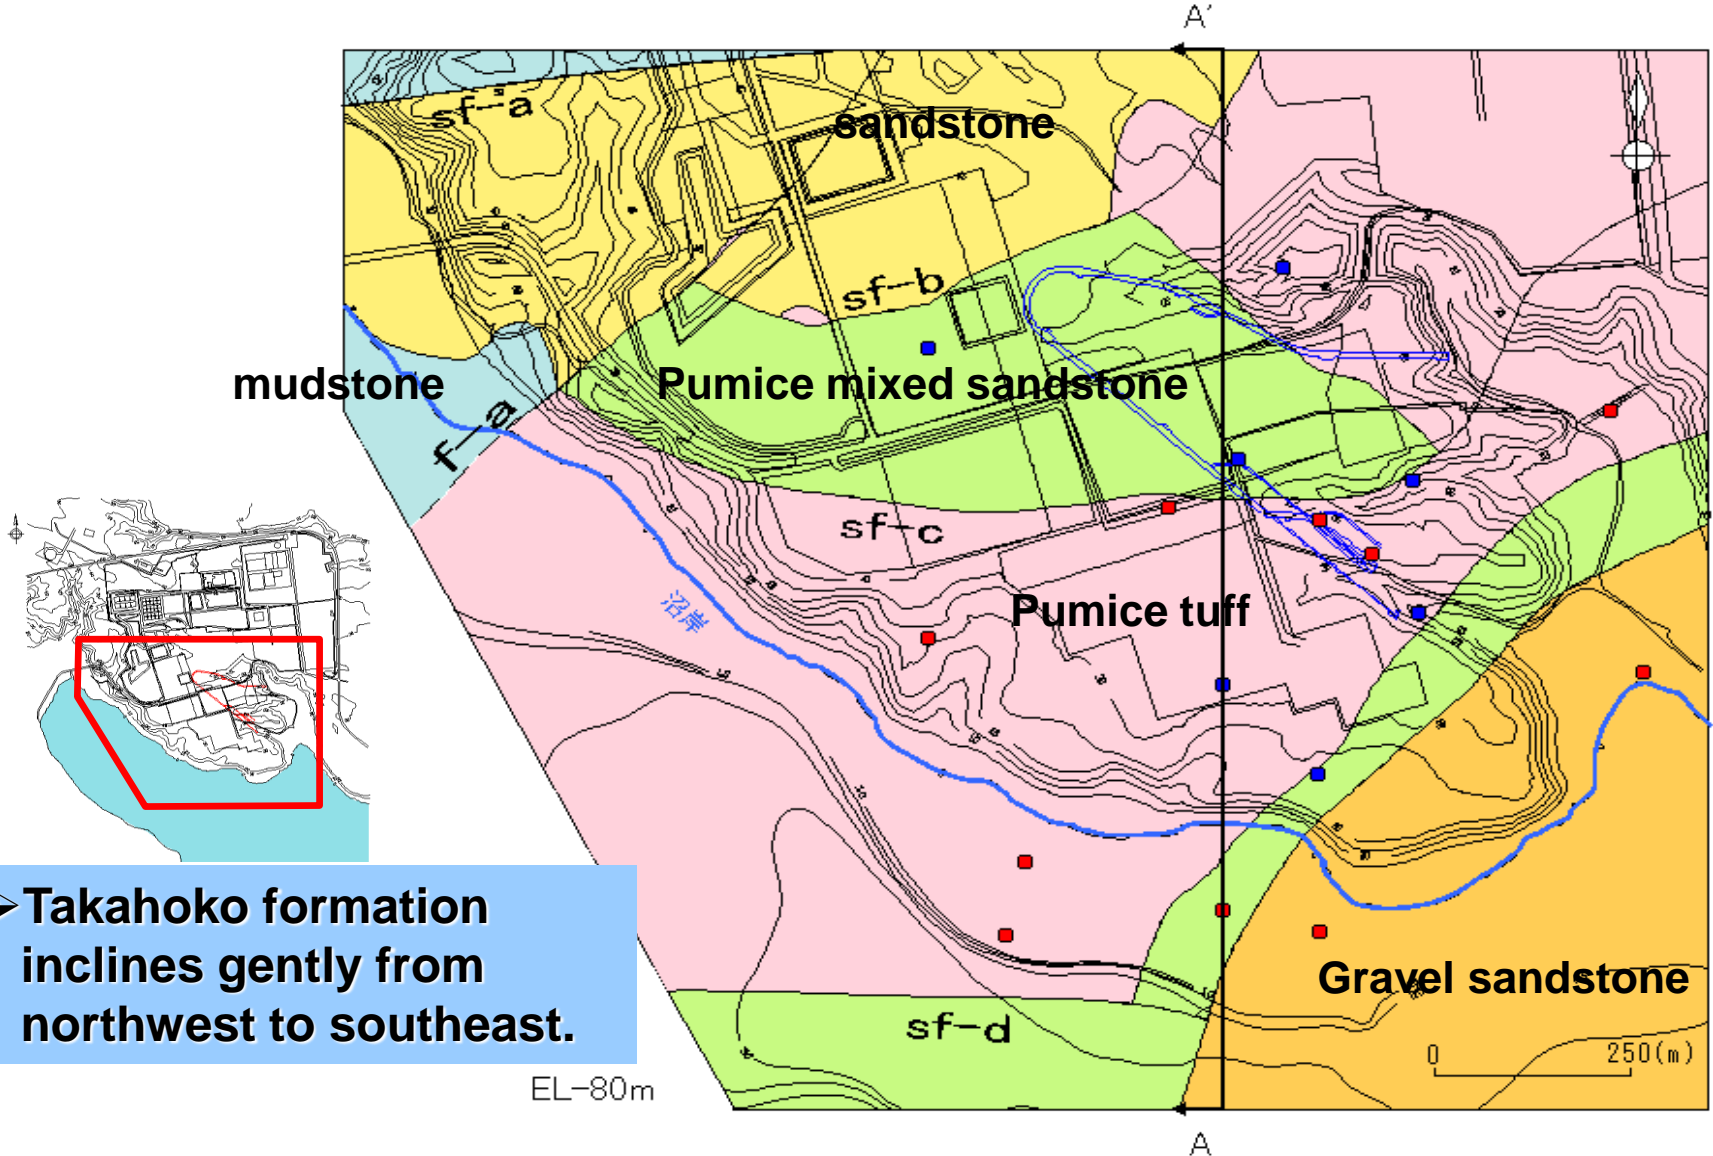 A'
sf-a
sandstone
sf-b
mudstone
Pumice mixed sandstone
f-a
sf-c
沼岸
Pumice tuff
➢Takahoko formation
inclines gently from
northwest to southeast.
Gravel sandstone
sf-d
0 250(m)
EL-80m
A